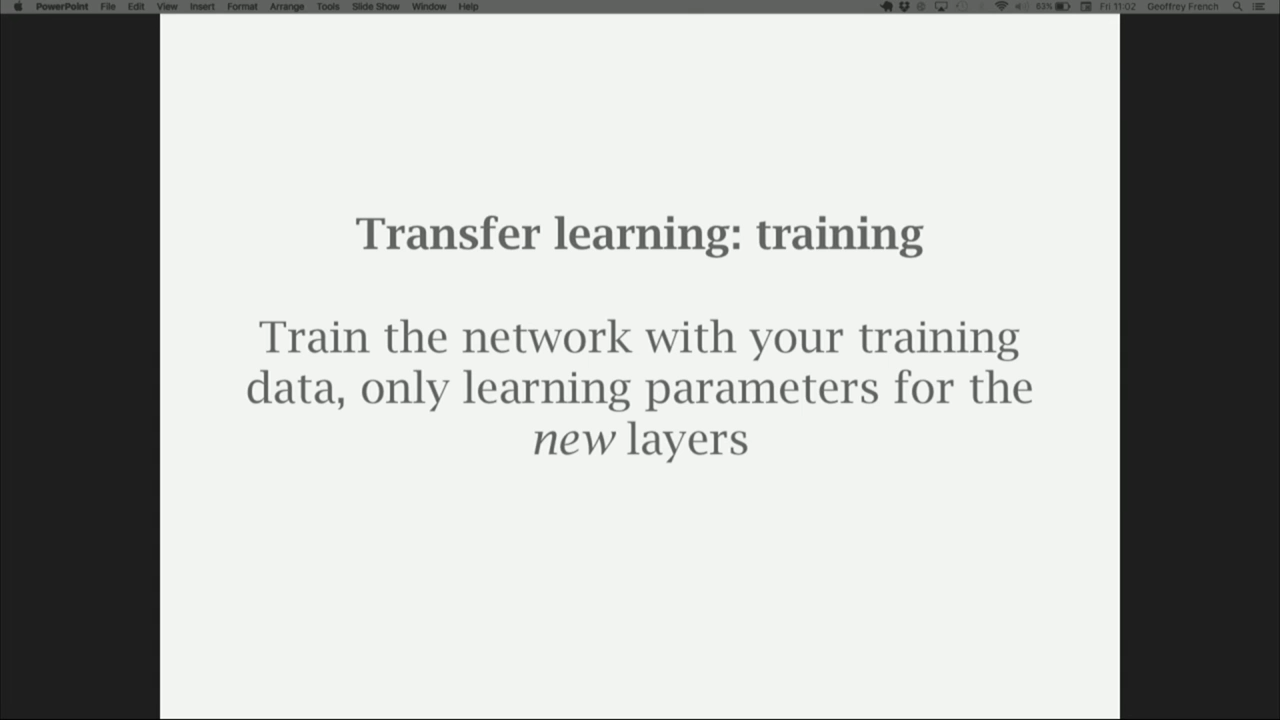 PowerPoint File Edit View Insert Format Arrange Tools Slide Show Window Help 63% Fri 11:02 Geoffrey French
Transfer learning: training
Train the network with your training
data, only learning parameters for the
new layers